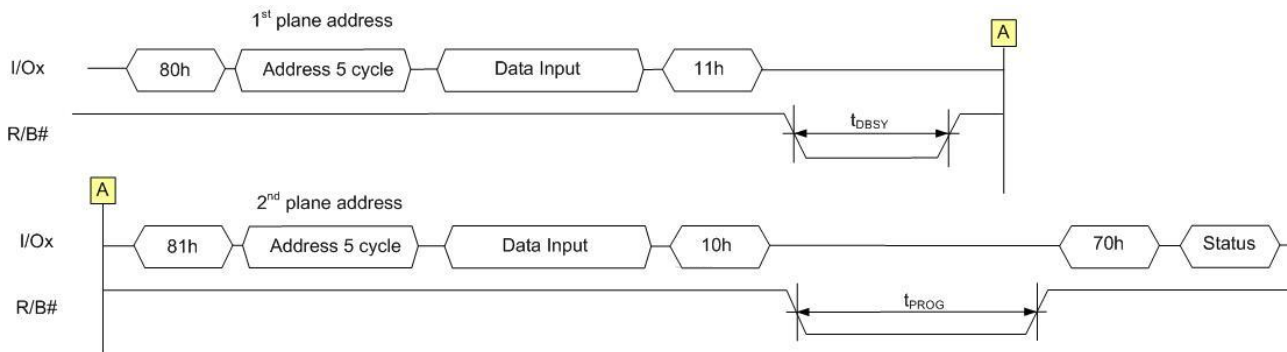 1st plane address
A
I/Ox 80h Address 5 cycle Data Input 11h
R/B# tDBSY
A
2nd plane address
I/Ox 81h Address 5 cycle Data Input 10h 70h Status
R/B# tPROG